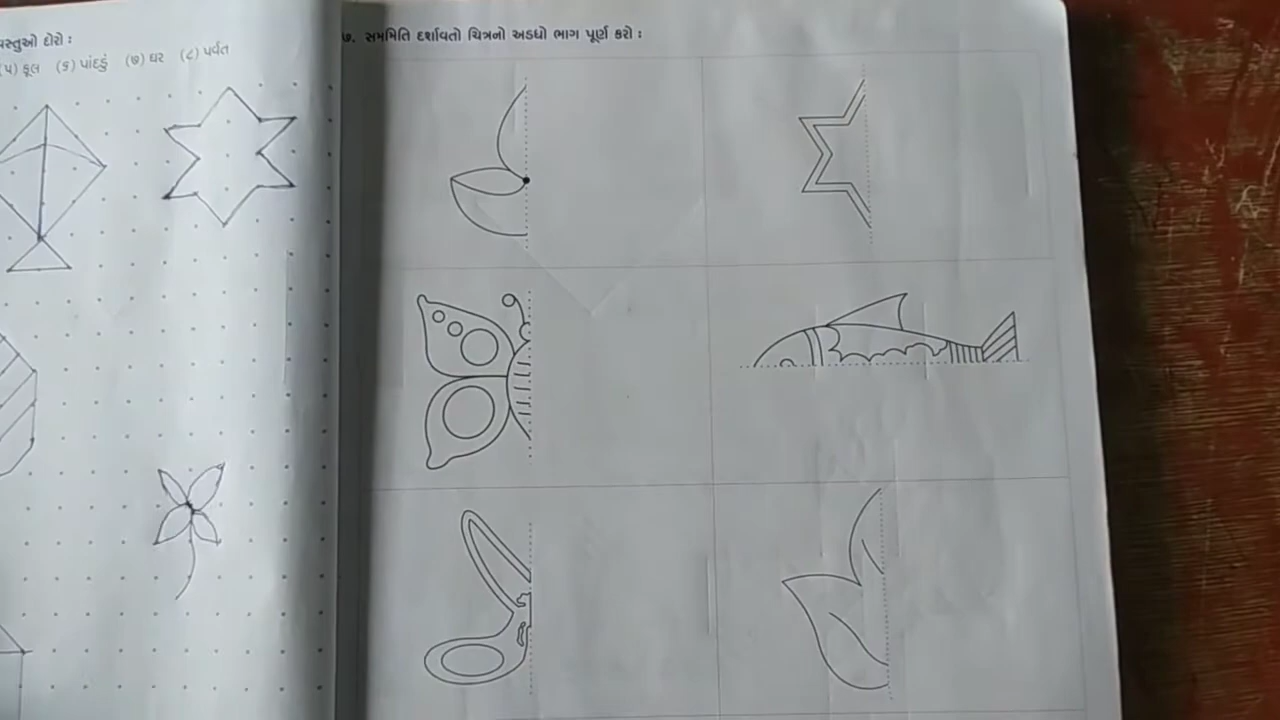 વસ્તુઓ દોરો :
(૫) ફૂલ (૬) પાંદડું (૭) ઘર (૮) પર્વત
૭. સમમિતિ દર્શાવતો ચિત્રનો અડધો ભાગ પૂર્ણ કરો :